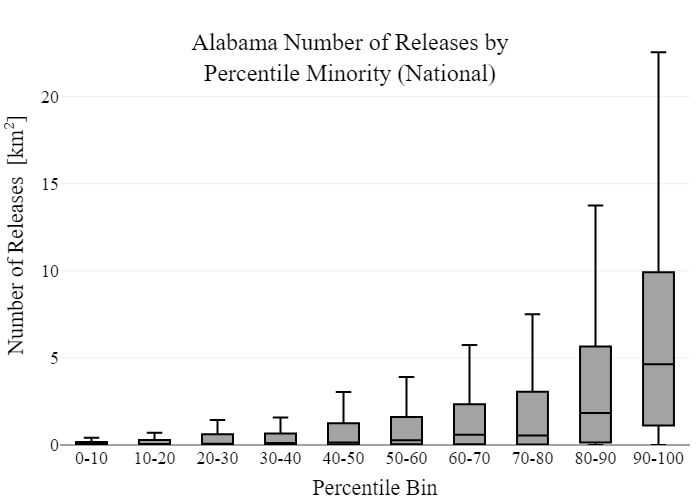 Alabama Number of Releases by
Percentile Minority (National)
Number of Releases [km²]
20
15
10
5
0
0-10 10-20 20-30 30-40 40-50 50-60 60-70 70-80 80-90 90-100
Percentile Bin